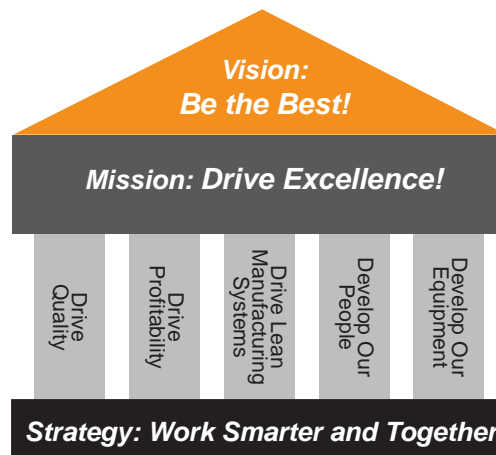 Vision:
Be the Best!
Mission: Drive Excellence!
Drive
Quality
Drive
Profitability
Drive Lean
Manufacturing
Systems
Develop Our
People
Develop Our
Equipment
Strategy: Work Smarter and Together